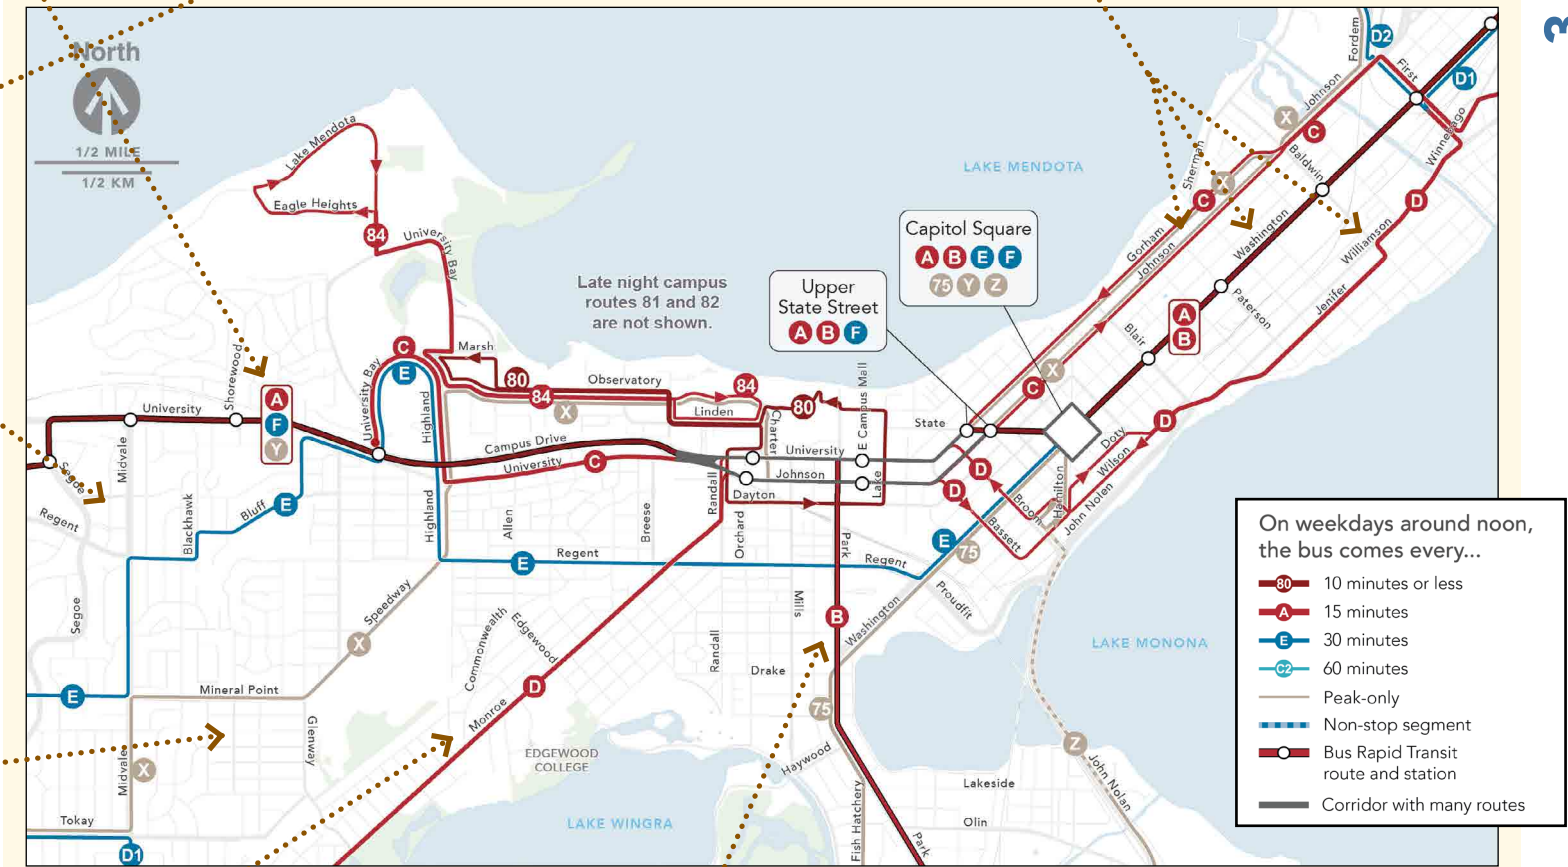 North
1/2 MILE
1/2 KM
3
LAKE MENDOTA
Late night campus
routes 81 and 82
are not shown.
Upper
State Street
A B F
Capitol Square
A B E F
75 Y Z
Lake Mendota
Eagle Heights
84
University
Bay
Fordem
D2
First
D1
Johnson
X
C
Baldwin
Winnebago
Sherman
X
C
D
Gorham
Johnson
Washington
Williamson
Paterson
Jenifer
A
B
Blair
X
C
D
C
E
Marsh
80
Observatory
84
84
X
Linden
80
Charter
E Campus Mall
State
Shorewood
University
A
F
Y
University Bay
Highland
Campus Drive
University
C
University
Johnson
Dayton
Lake
Randall
Midvale
Segoe
Regent
Blackhawk
Bluff
E
Highland
Allen
Breese
Orchard
Park
D
D
Doty
Wilson
Hamilton
Broom
Bassett
John Nolen
E
75
E
Regent
Regent
Proudfit
Segoe
Speedway
X
Commonwealth
Edgewood
Mills
Randall
B
Washington
Drake
E
Mineral Point
Monroe
D
75
Glenway
Midvale
X
EDGEWOOD
COLLEGE
Haywood
Fish Hatchery
Park
Lakeside
Olin
Z
John Nolan
LAKE MONONA
Tokay
D1
LAKE WINGRA
On weekdays around noon,
the bus comes every...
80 10 minutes or less
A 15 minutes
E 30 minutes
C2 60 minutes
Peak-only
Non-stop segment
Bus Rapid Transit
route and station
Corridor with many routes